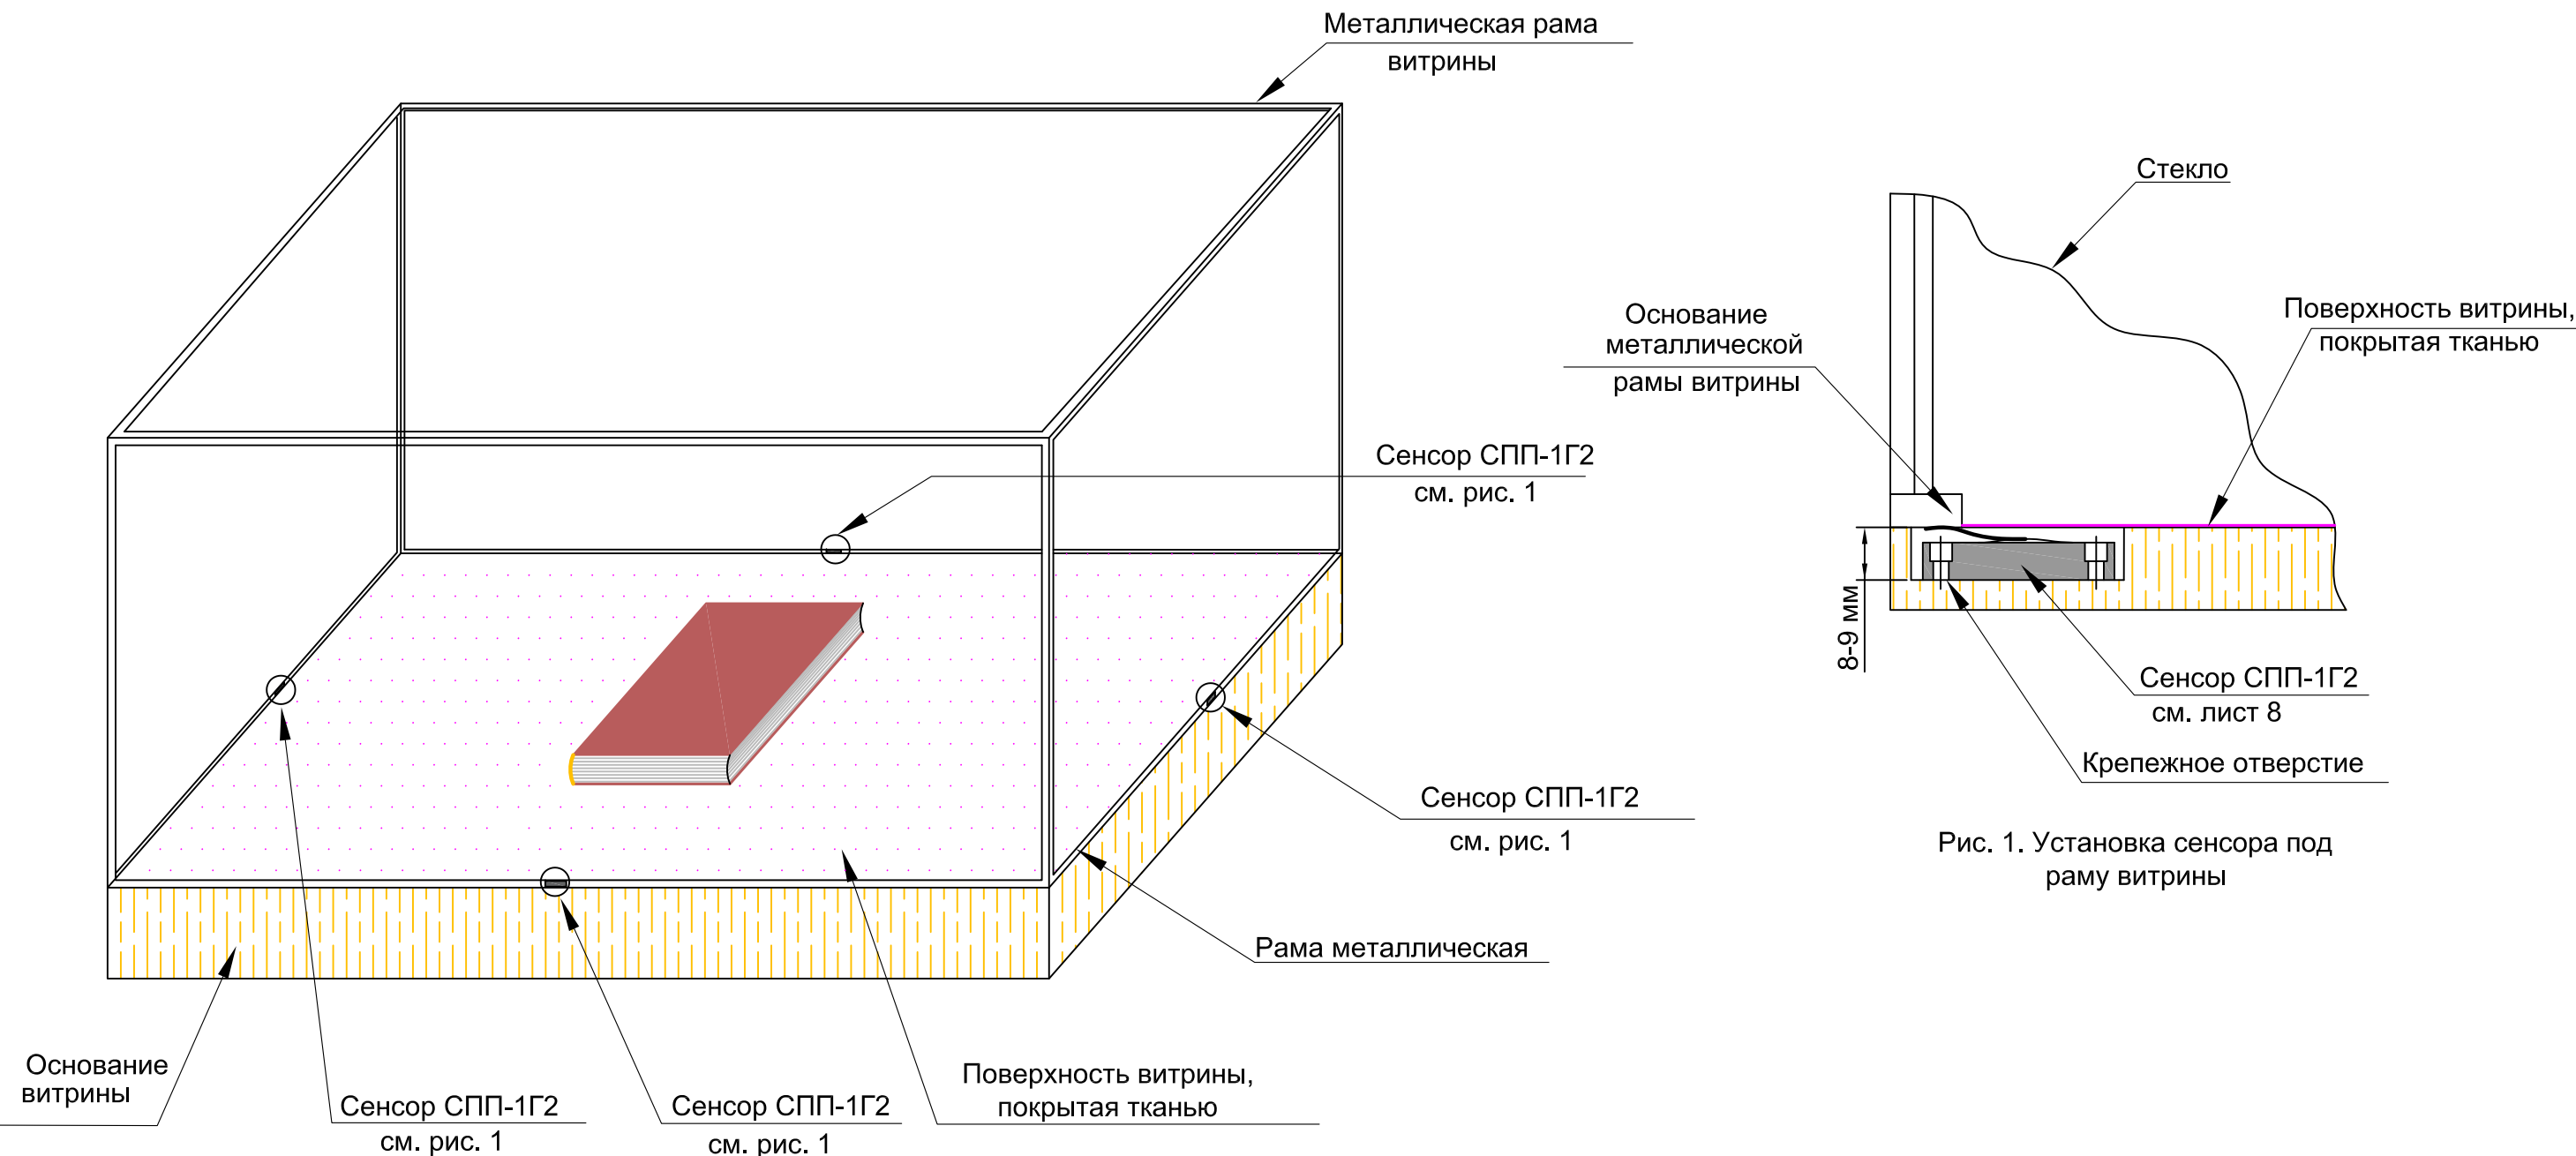 Металлическая рама
витрины
Стекло
Основание
металлической
рамы витрины
Поверхность витрины,
покрытая тканью
Сенсор СПП-1Г2
см. рис. 1
8-9 мм
Сенсор СПП-1Г2
см. лист 8
Крепежное отверстие
Сенсор СПП-1Г2
см. рис. 1
Рис. 1. Установка сенсора под
раму витрины
Рама металлическая
Основание
витрины
Сенсор СПП-1Г2
см. рис. 1
Сенсор СПП-1Г2
см. рис. 1
Поверхность витрины,
покрытая тканью